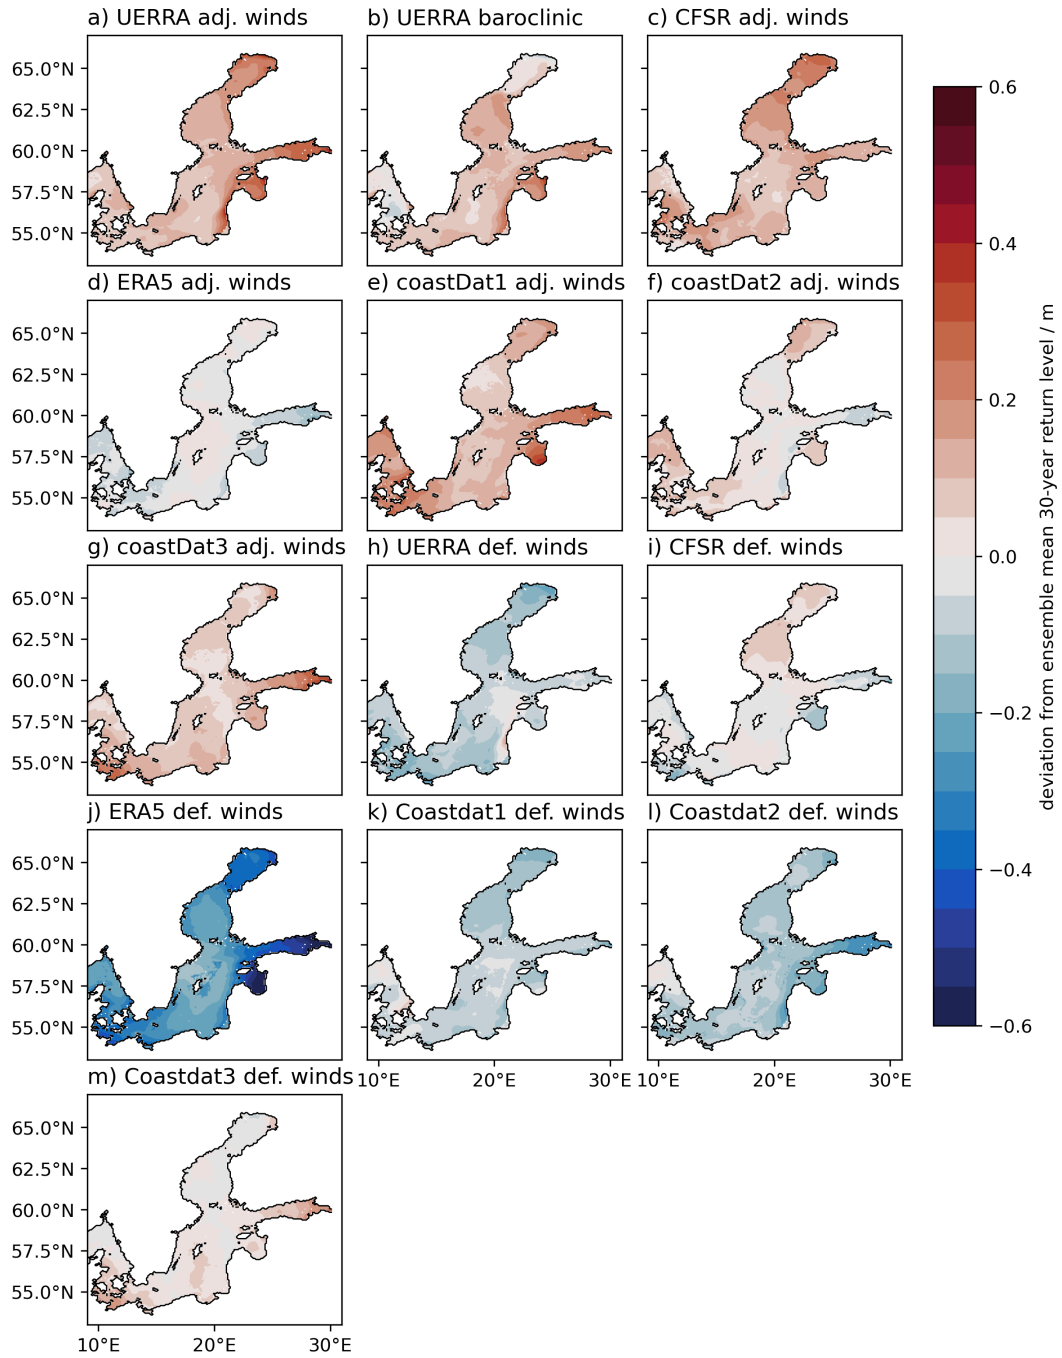 a) UERRA adj. winds
b) UERRA baroclinic
c) CFSR adj. winds
65.0°N
62.5°N
60.0°N
57.5°N
55.0°N
d) ERA5 adj. winds
e) coastDat1 adj. winds
f) coastDat2 adj. winds
65.0°N
62.5°N
60.0°N
57.5°N
55.0°N
g) coastDat3 adj. winds
h) UERRA def. winds
i) CFSR def. winds
65.0°N
62.5°N
60.0°N
57.5°N
55.0°N
j) ERA5 def. winds
k) Coastdat1 def. winds
l) Coastdat2 def. winds
65.0°N
62.5°N
60.0°N
57.5°N
55.0°N
10°E 20°E 30°E
10°E 20°E 30°E
m) Coastdat3 def. winds
65.0°N
62.5°N
60.0°N
57.5°N
55.0°N
10°E 20°E 30°E
0.6
0.4
0.2
0.0
−0.2
−0.4
−0.6
deviation from ensemble mean 30-year return level / m